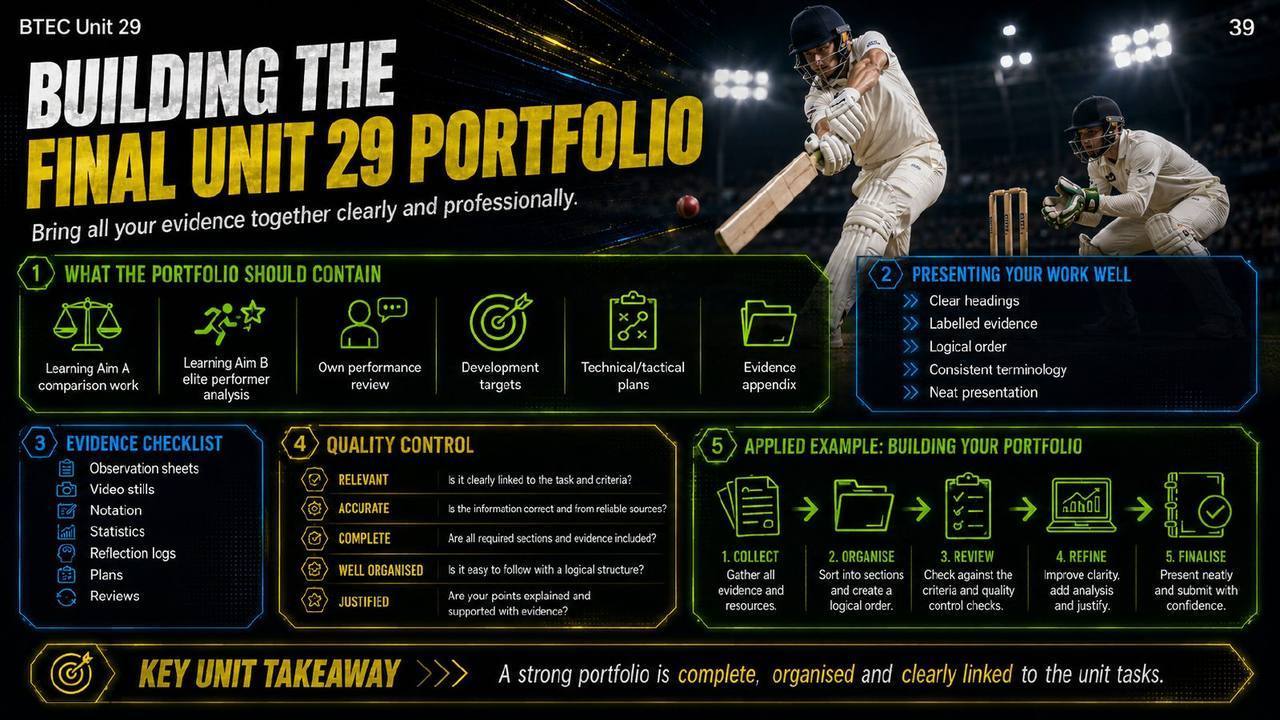 BTEC Unit 29
39
BUILDING THE
FINAL UNIT 29 PORTFOLIO
Bring all your evidence together clearly and professionally.
1 WHAT THE PORTFOLIO SHOULD CONTAIN
Learning Aim A
comparison work
Learning Aim B
elite performer
analysis
Own performance
review
Development
targets
Technical/tactical
plans
Evidence
appendix
2 PRESENTING YOUR WORK WELL
Clear headings
Labelled evidence
Logical order
Consistent terminology
Neat presentation
3 EVIDENCE CHECKLIST
Observation sheets
Video stills
Notation
Statistics
Reflection logs
Plans
Reviews
4 QUALITY CONTROL
RELEVANT Is it clearly linked to the task and criteria?
ACCURATE Is the information correct and from reliable sources?
COMPLETE Are all required sections and evidence included?
WELL ORGANISED Is it easy to follow with a logical structure?
JUSTIFIED Are your points explained and
supported with evidence?
5 APPLIED EXAMPLE: BUILDING YOUR PORTFOLIO
1. COLLECT
Gather all
evidence and
resources.
2. ORGANISE
Sort into sections
and create a
logical order.
3. REVIEW
Check against the
criteria and quality
control checks.
4. REFINE
Improve clarity,
add analysis
and justify.
5. FINALISE
Present neatly
and submit with
confidence.
KEY UNIT TAKEAWAY
A strong portfolio is complete, organised and clearly linked to the unit tasks.